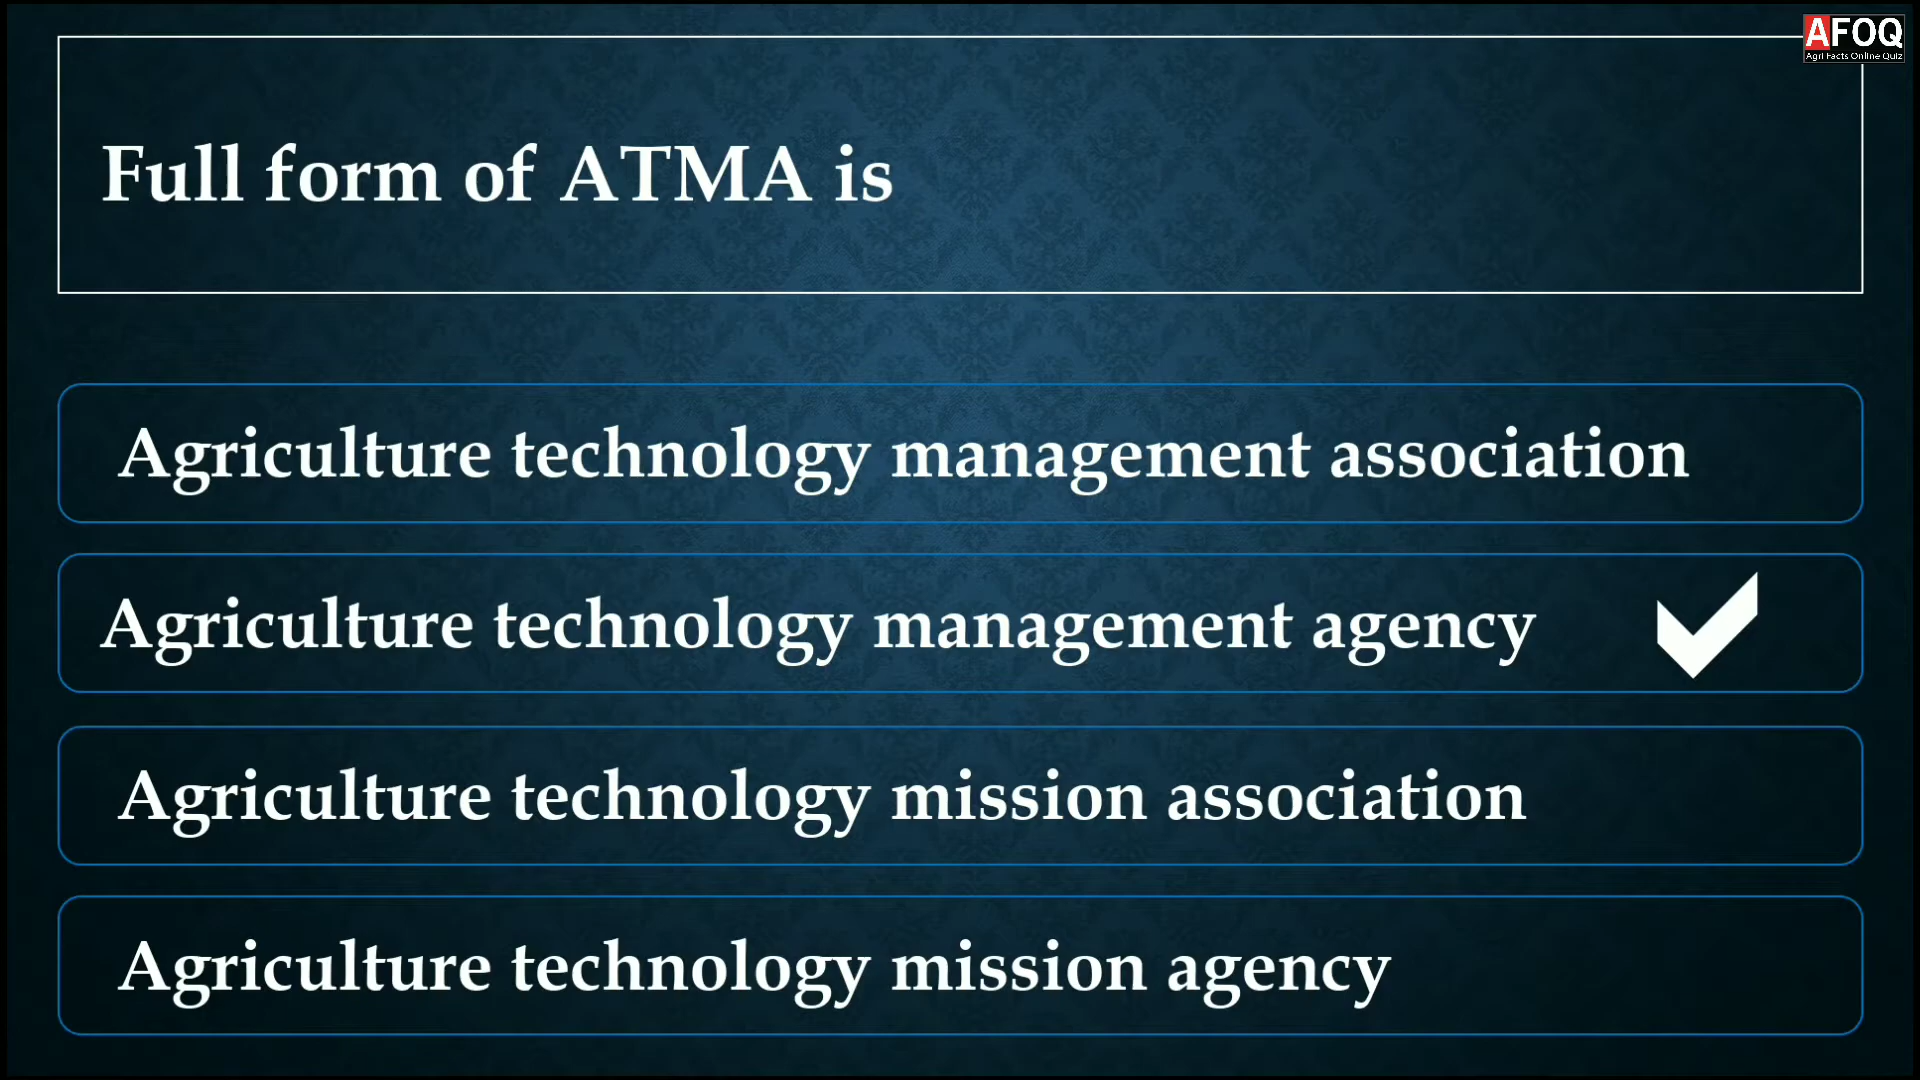 AFOQ
Agri Facts Online Quiz
Full form of ATMA is
Agriculture technology management association
Agriculture technology management agency
Agriculture technology mission association
Agriculture technology mission agency